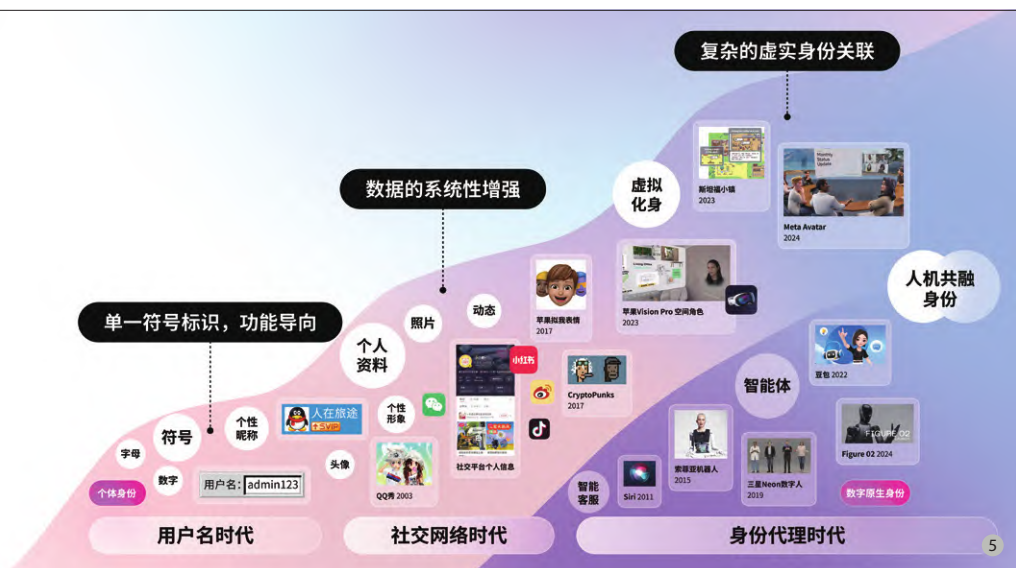 复杂的虚实身份关联
数据的系统性增强
单一符号标识，功能导向
虚拟
化身
斯坦福小镇
2023
Monthly
Status
Update
Meta Avatar
2024
人机共融
身份
苹果拟我表情
2017
苹果Vision Pro 空间角色
2023
动态
照片
个人
资料
小红书
CryptoPunks
2017
智能体
豆包 2022
符号
字母
数字
个性
昵称
人在旅途
SVIP
用户名：admin123
头像
个性
形象
QQ秀 2003
社交平台个人信息
智能
客服
Siri 2011
索菲亚机器人
2015
三星Neon数字人
2019
FIGURE 02
Figure 02 2024
个体身份
数字原生身份
用户名时代
社交网络时代
身份代理时代
5